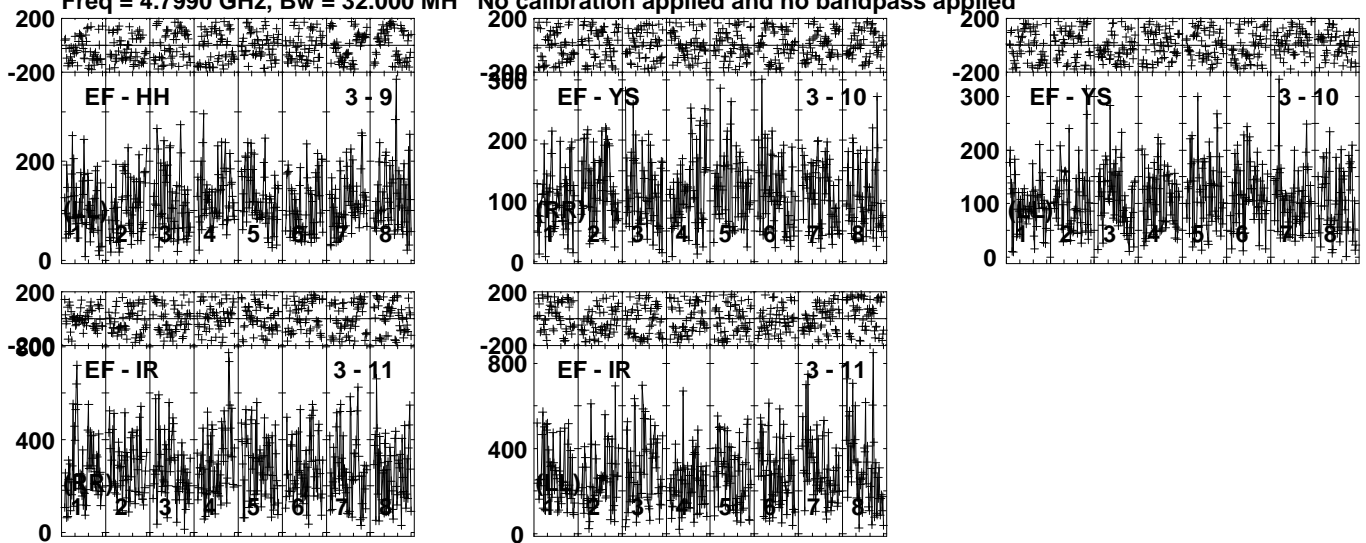 Freq = 4.7990 GHz, Bw = 32.000 MH No calibration applied and no bandpass applied
200
-200
EF - HH 3 - 9
200
(LL)
1 2 3 4 5 6 7 8
0
200
-200
300
EF - YS 3 - 10
200
100
(RR)
1 2 3 4 5 6 7 8
0
200
-200
300
EF - YS 3 - 10
200
100
(LL)
1 2 3 4 5 6 7 8
0
200
-200
800
EF - IR 3 - 11
400
(RR)
1 2 3 4 5 6 7 8
0
200
-200
800
EF - IR 3 - 11
400
(LL)
1 2 3 4 5 6 7 8
0